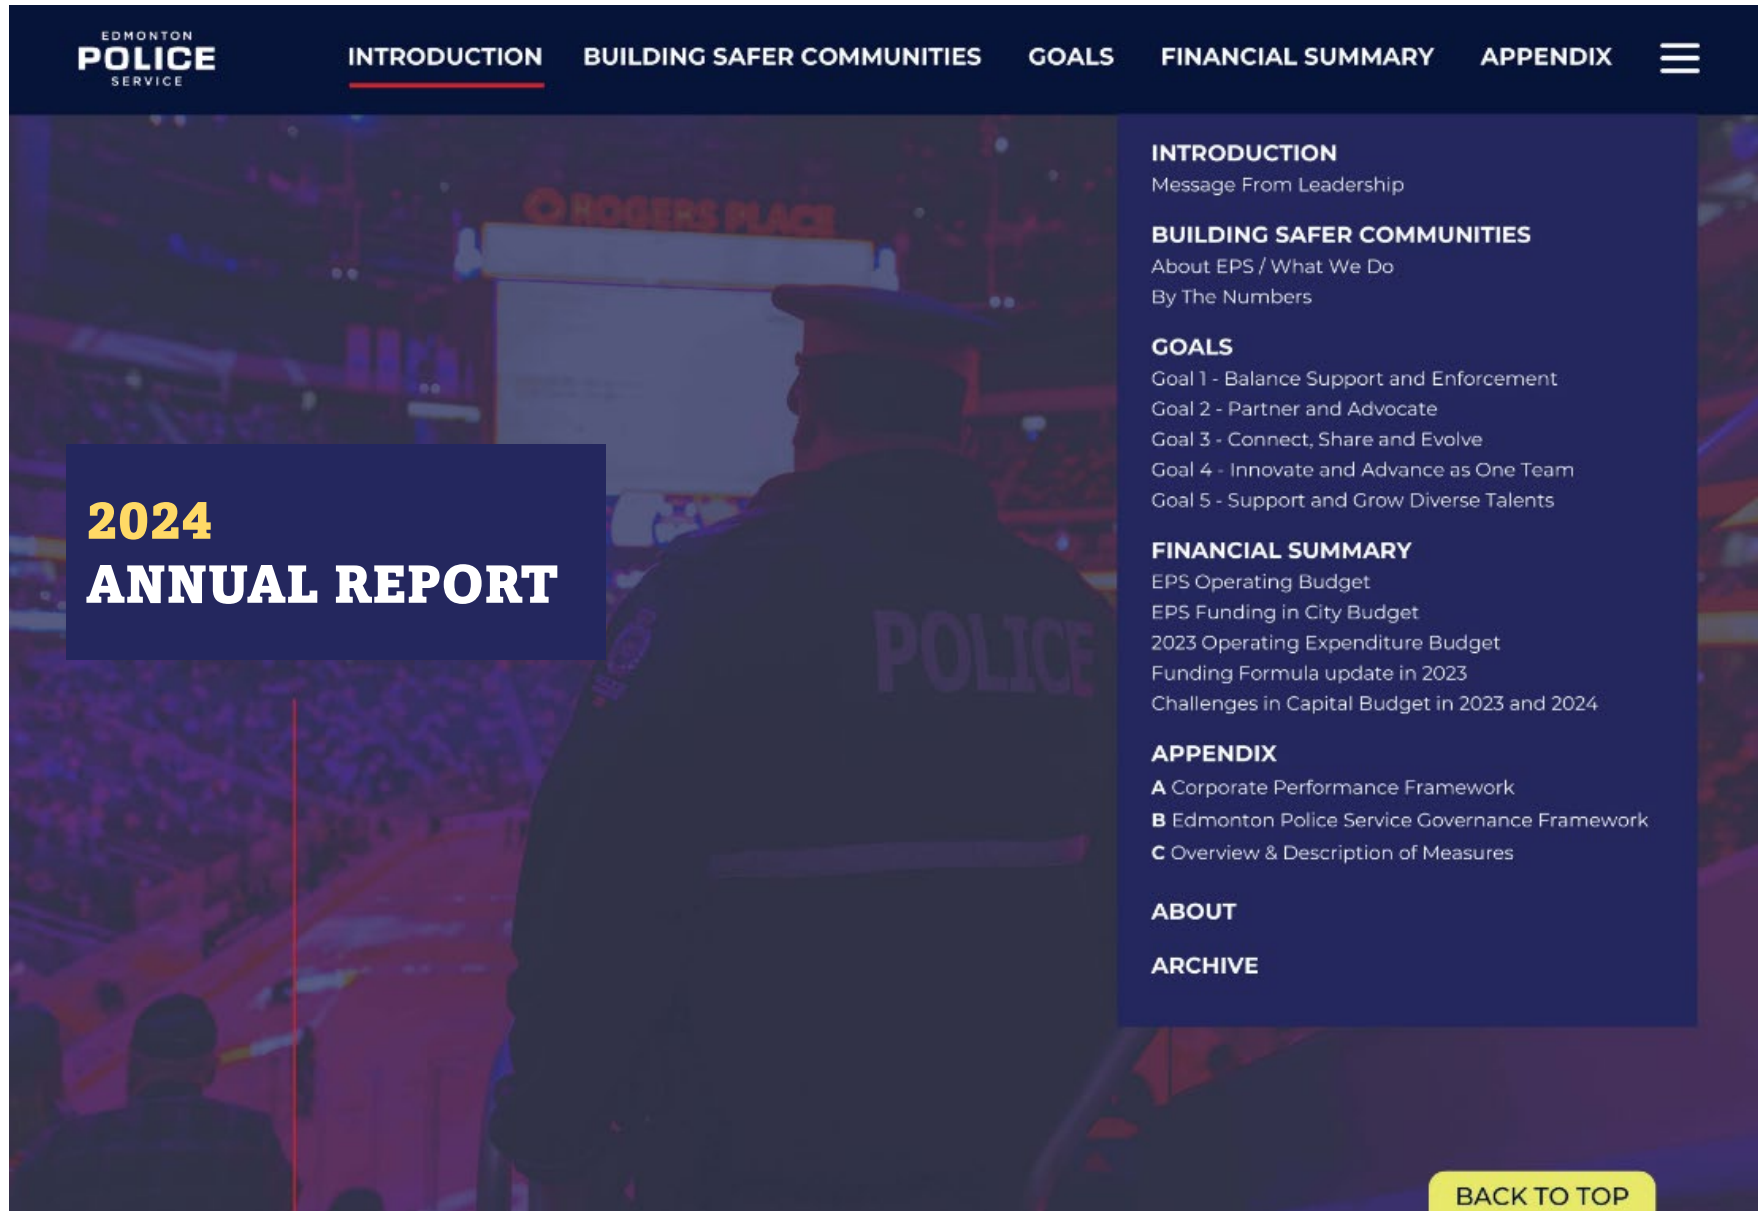 EDMONTON
POLICE
SERVICE
INTRODUCTION
BUILDING SAFER COMMUNITIES
GOALS
FINANCIAL SUMMARY
APPENDIX
ROGERS PLACE
POLICE
2024
ANNUAL REPORT
INTRODUCTION
Message From Leadership
BUILDING SAFER COMMUNITIES
About EPS / What We Do
By The Numbers
GOALS
Goal 1 - Balance Support and Enforcement
Goal 2 - Partner and Advocate
Goal 3 - Connect, Share and Evolve
Goal 4 - Innovate and Advance as One Team
Goal 5 - Support and Grow Diverse Talents
FINANCIAL SUMMARY
EPS Operating Budget
EPS Funding in City Budget
2023 Operating Expenditure Budget
Funding Formula update in 2023
Challenges in Capital Budget in 2023 and 2024
APPENDIX
A Corporate Performance Framework
B Edmonton Police Service Governance Framework
C Overview & Description of Measures
ABOUT
ARCHIVE
BACK TO TOP